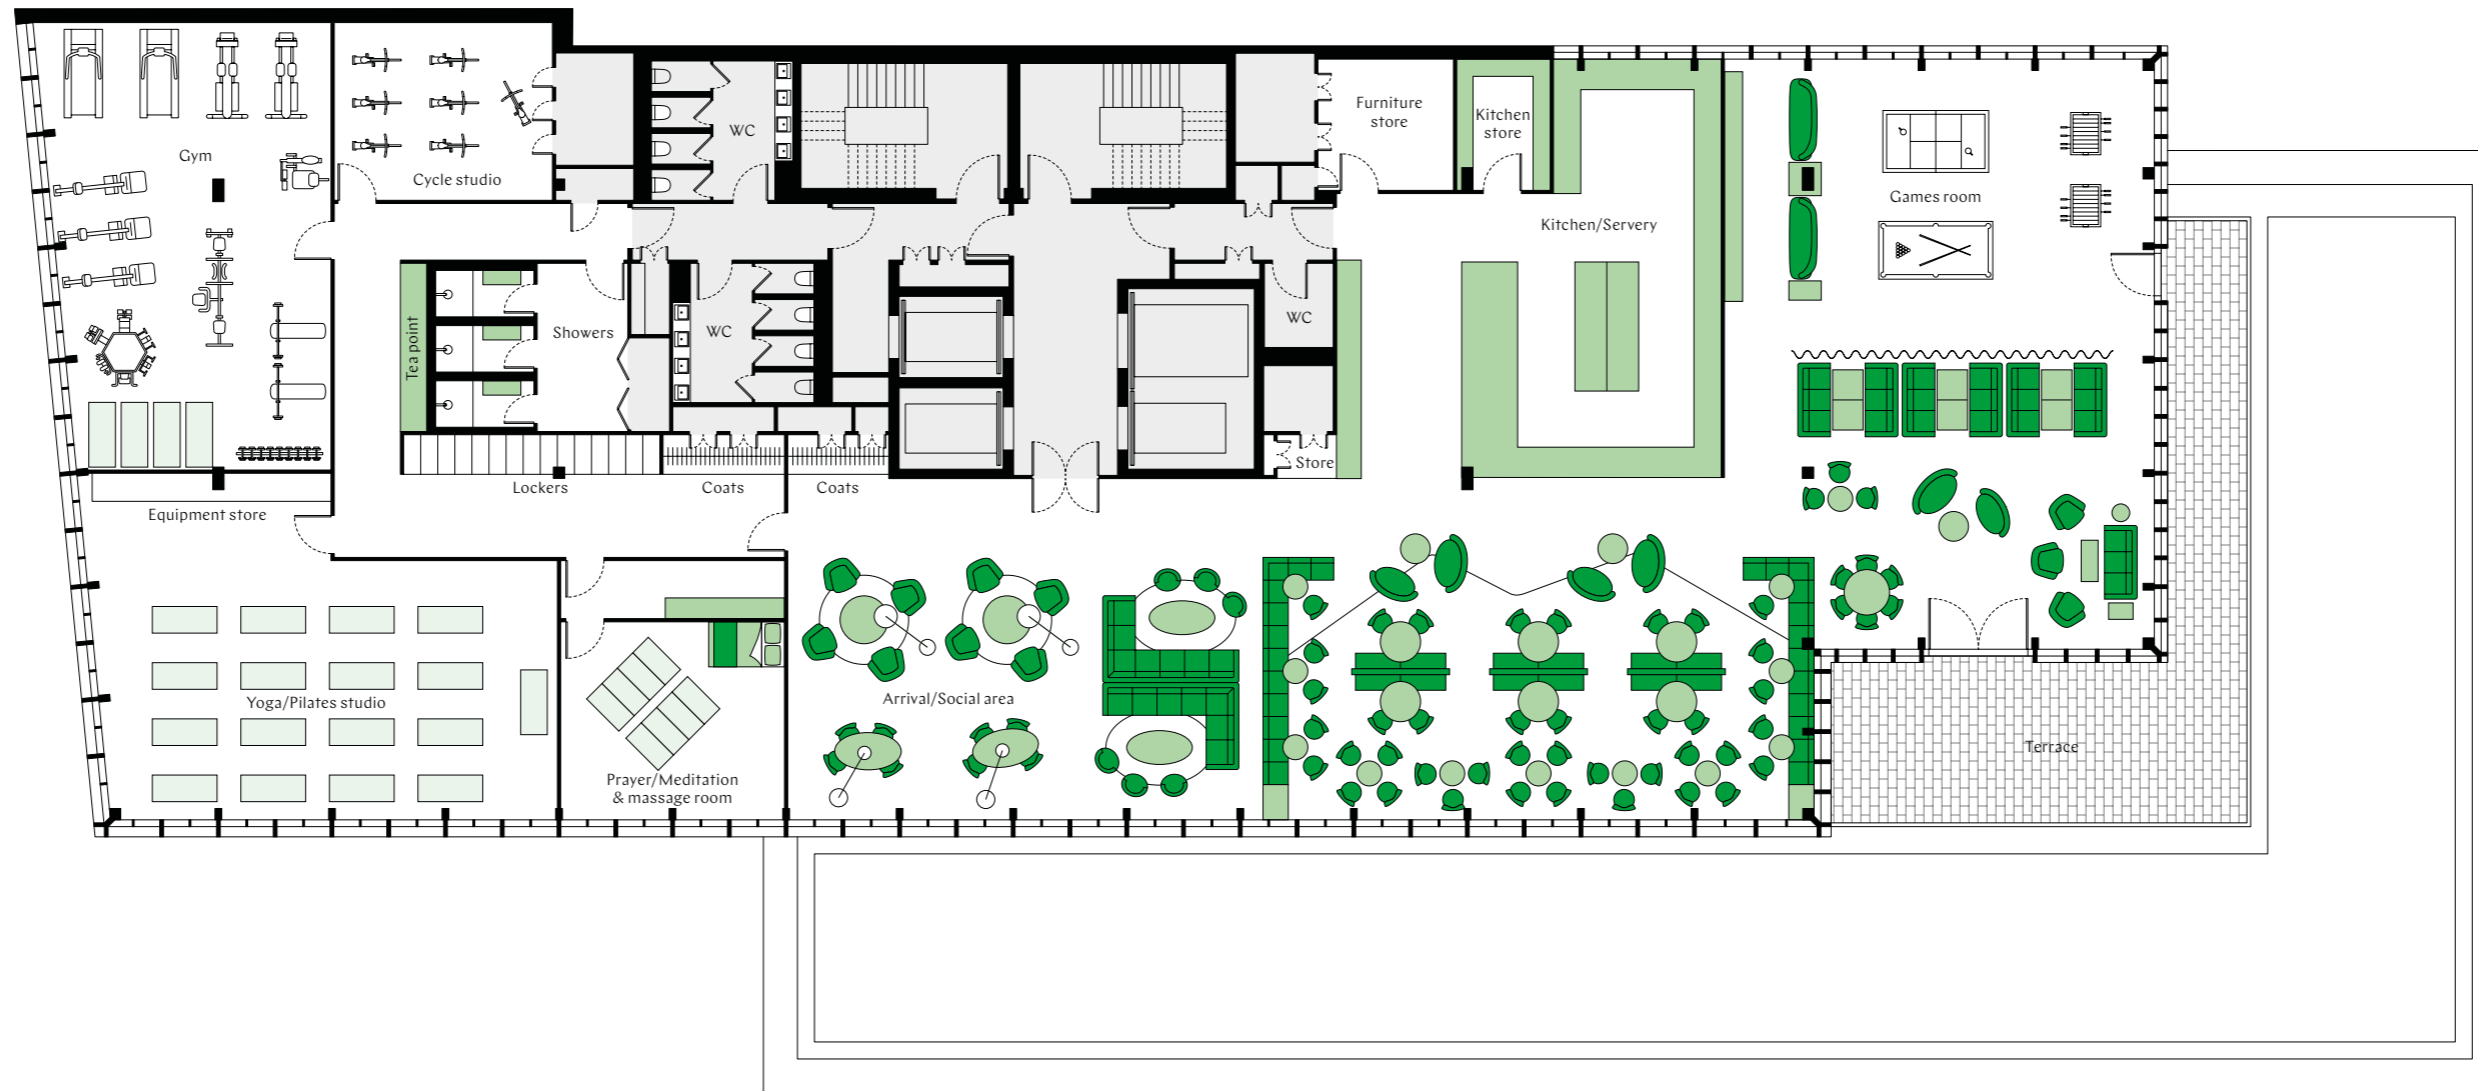 Gym
Cycle studio
WC
Furniture
store
Kitchen
store
Games room
Kitchen/Servery
Tea point
Showers
WC
WC
Lockers
Coats
Coats
Store
Equipment store
Yoga/Pilates studio
Prayer/Meditation
& massage room
Arrival/Social area
Terrace